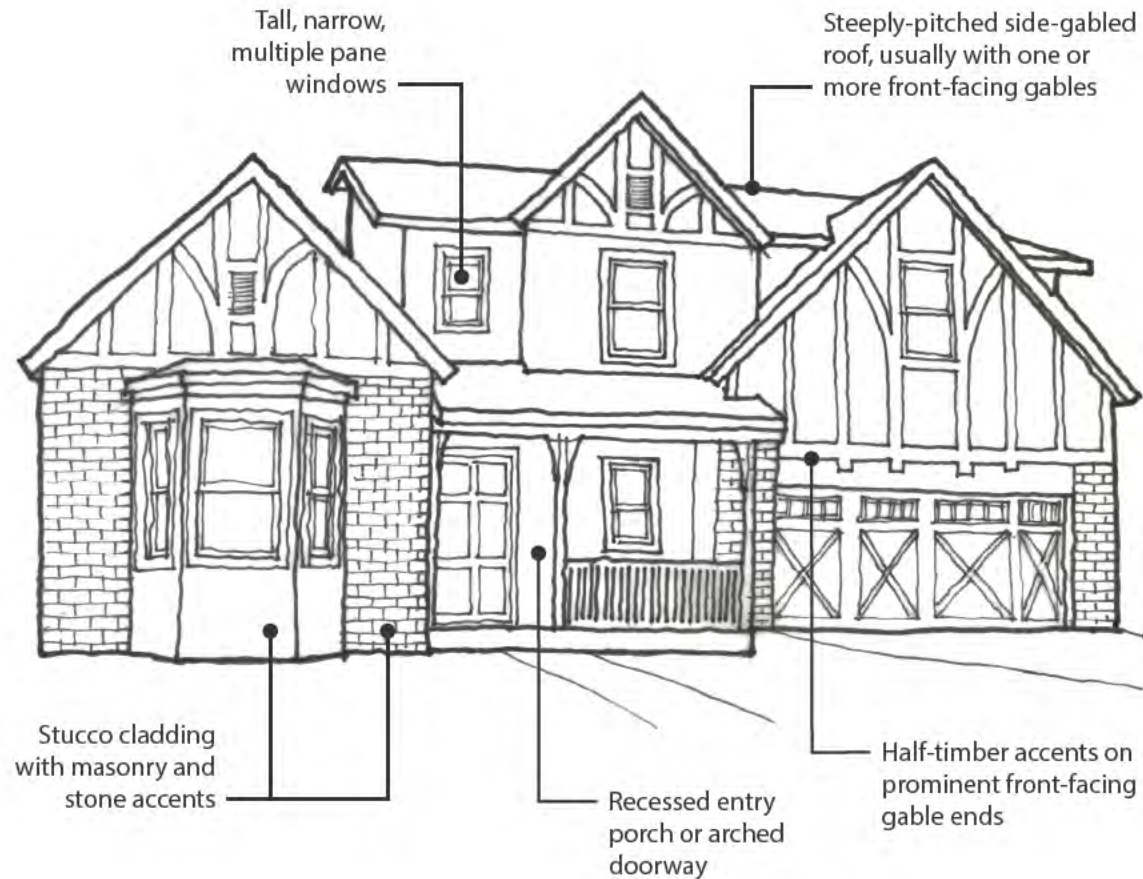 Tall, narrow,
multiple pane
windows
Steeply-pitched side-gabled
roof, usually with one or
more front-facing gables
Stucco cladding
with masonry and
stone accents
Recessed entry
porch or arched
doorway
Half-timber accents on
prominent front-facing
gable ends